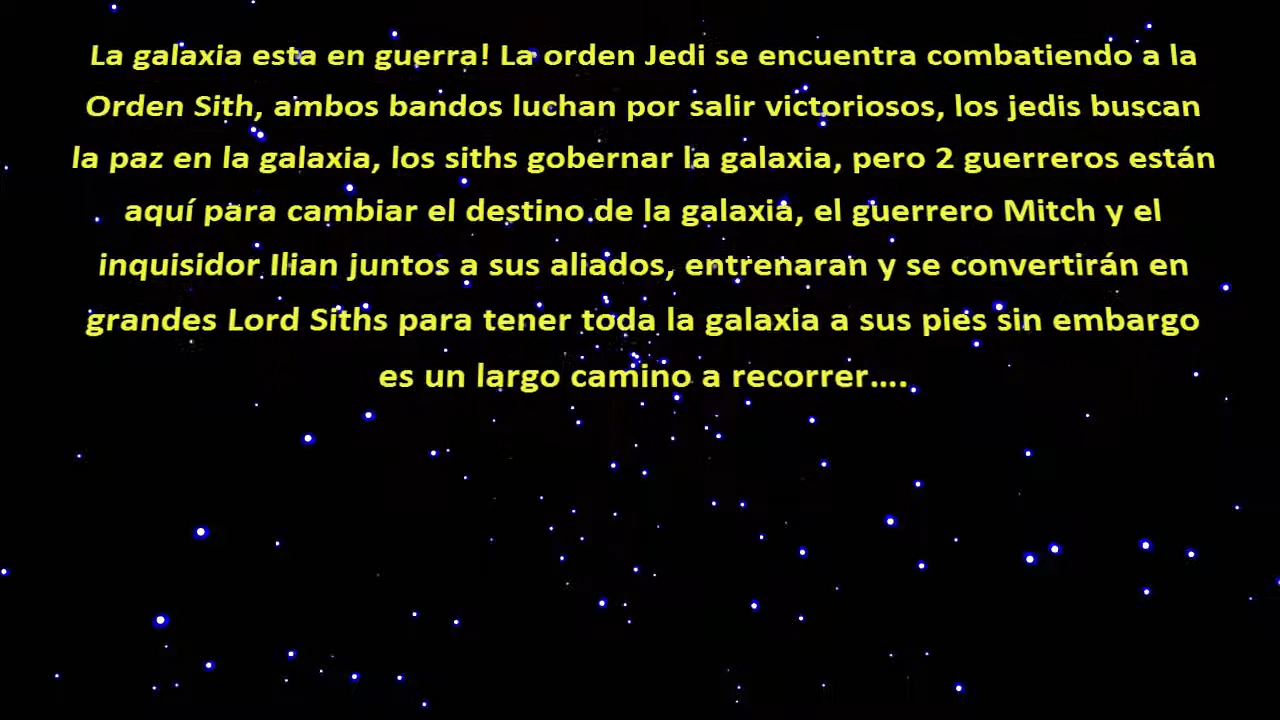 La galaxia esta en guerra! La orden Jedi se encuentra combatiendo a la
Orden Sith, ambos bandos luchan por salir victoriosos, los jedis buscan
la paz en la galaxia, los siths gobernar la galaxia, pero 2 guerreros están
aquí para cambiar el destino de la galaxia, el guerrero Mitch y el
inquisidor Ilian juntos a sus aliados, entrenaran y se convertirán en
grandes Lord Siths para tener toda la galaxia a sus pies sin embargo
es un largo camino a recorrer....